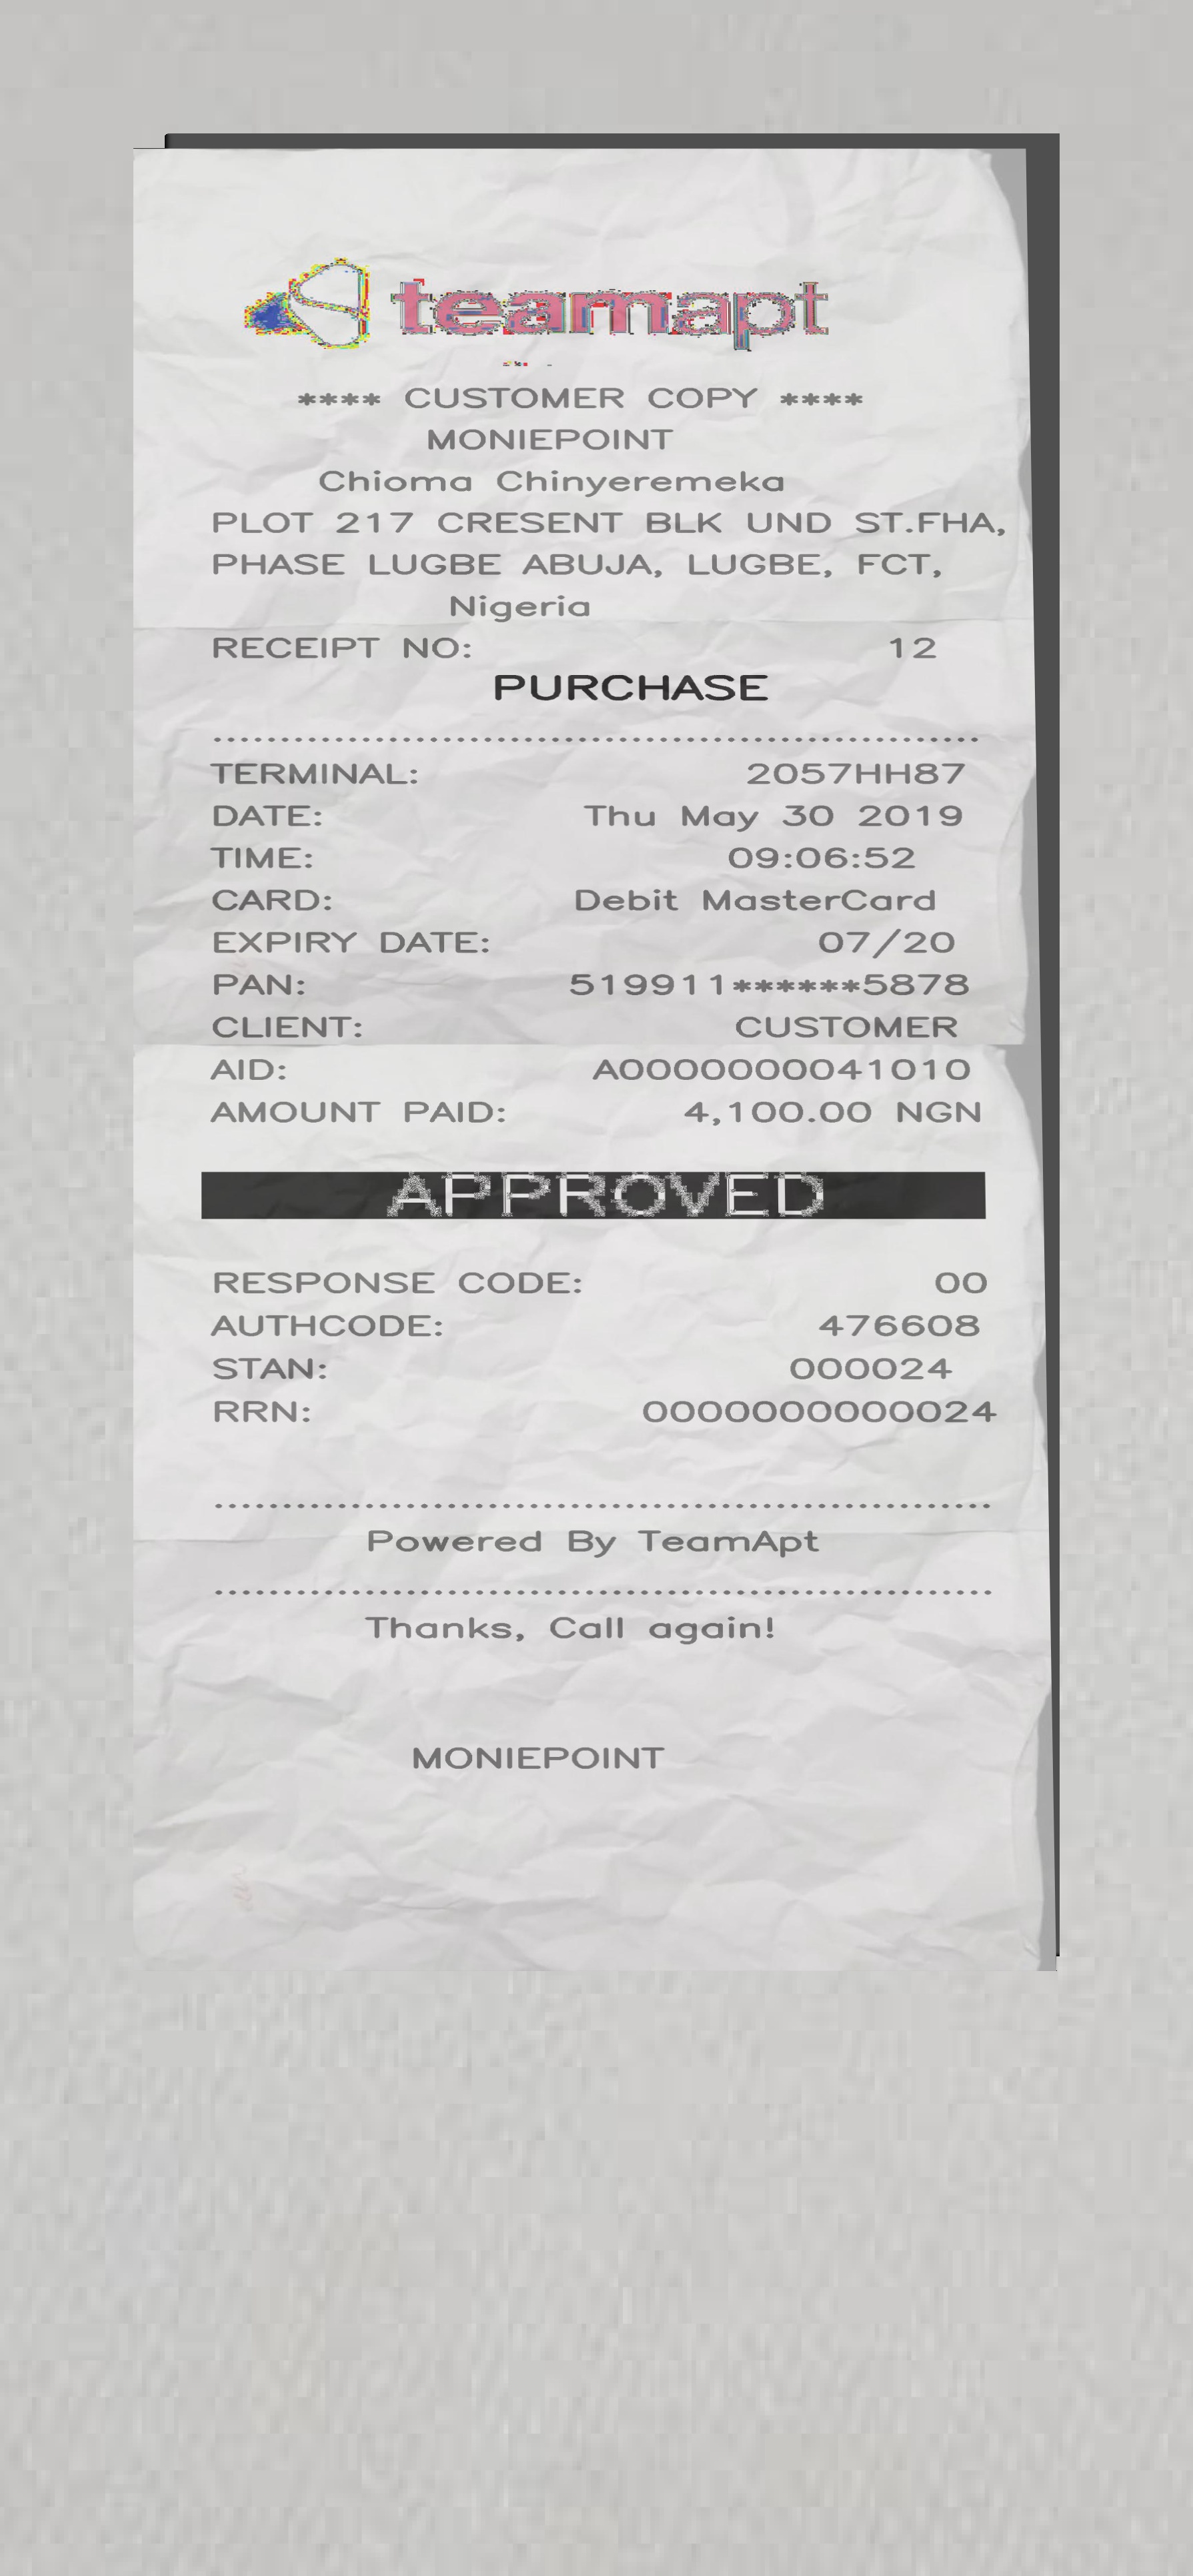 teamapt
**** CUSTOMER COPY ****
MONIEPOINT
Chioma Chinyeremeka
PLOT 217 CRESENT BLK UND ST.FHA,
PHASE LUGBE ABUJA, LUGBE, FCT,
Nigeria
RECEIPT NO: 12
PURCHASE
TERMINAL: 2057HH87
DATE: Thu May 30 2019
TIME: 09:06:52
CARD: Debit MasterCard
EXPIRY DATE: 07/20
PAN: 519911******5878
CLIENT: CUSTOMER
AID: A0000000041010
AMOUNT PAID: 4,100.00 NGN
APPROVED
RESPONSE CODE: 00
AUTHCODE: 476608
STAN: 000024
RRN: 0000000000024
Powered By TeamApt
Thanks, Call again!
MONIEPOINT